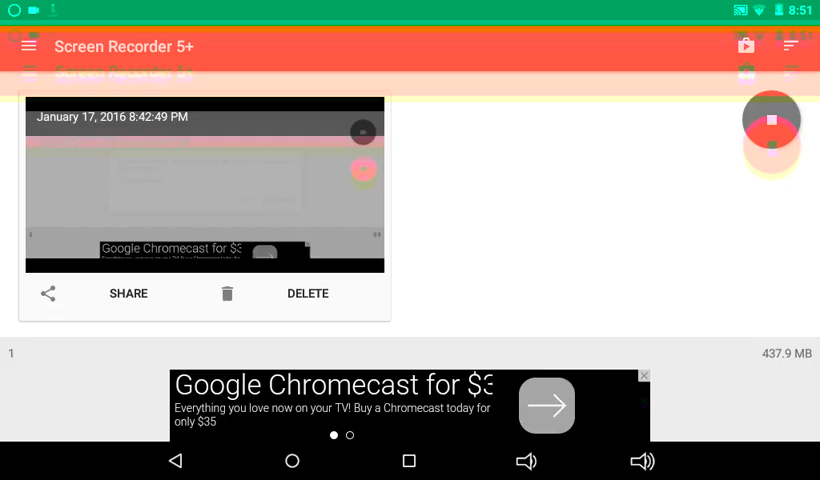 8:51
Screen Recorder 5+
January 17, 2016 8:42:49 PM
Google Chromecast for $3
SHARE
DELETE
1
437.9 MB
Google Chromecast for $3
Everything you love now on your TV! Buy a Chromecast today for
only $35